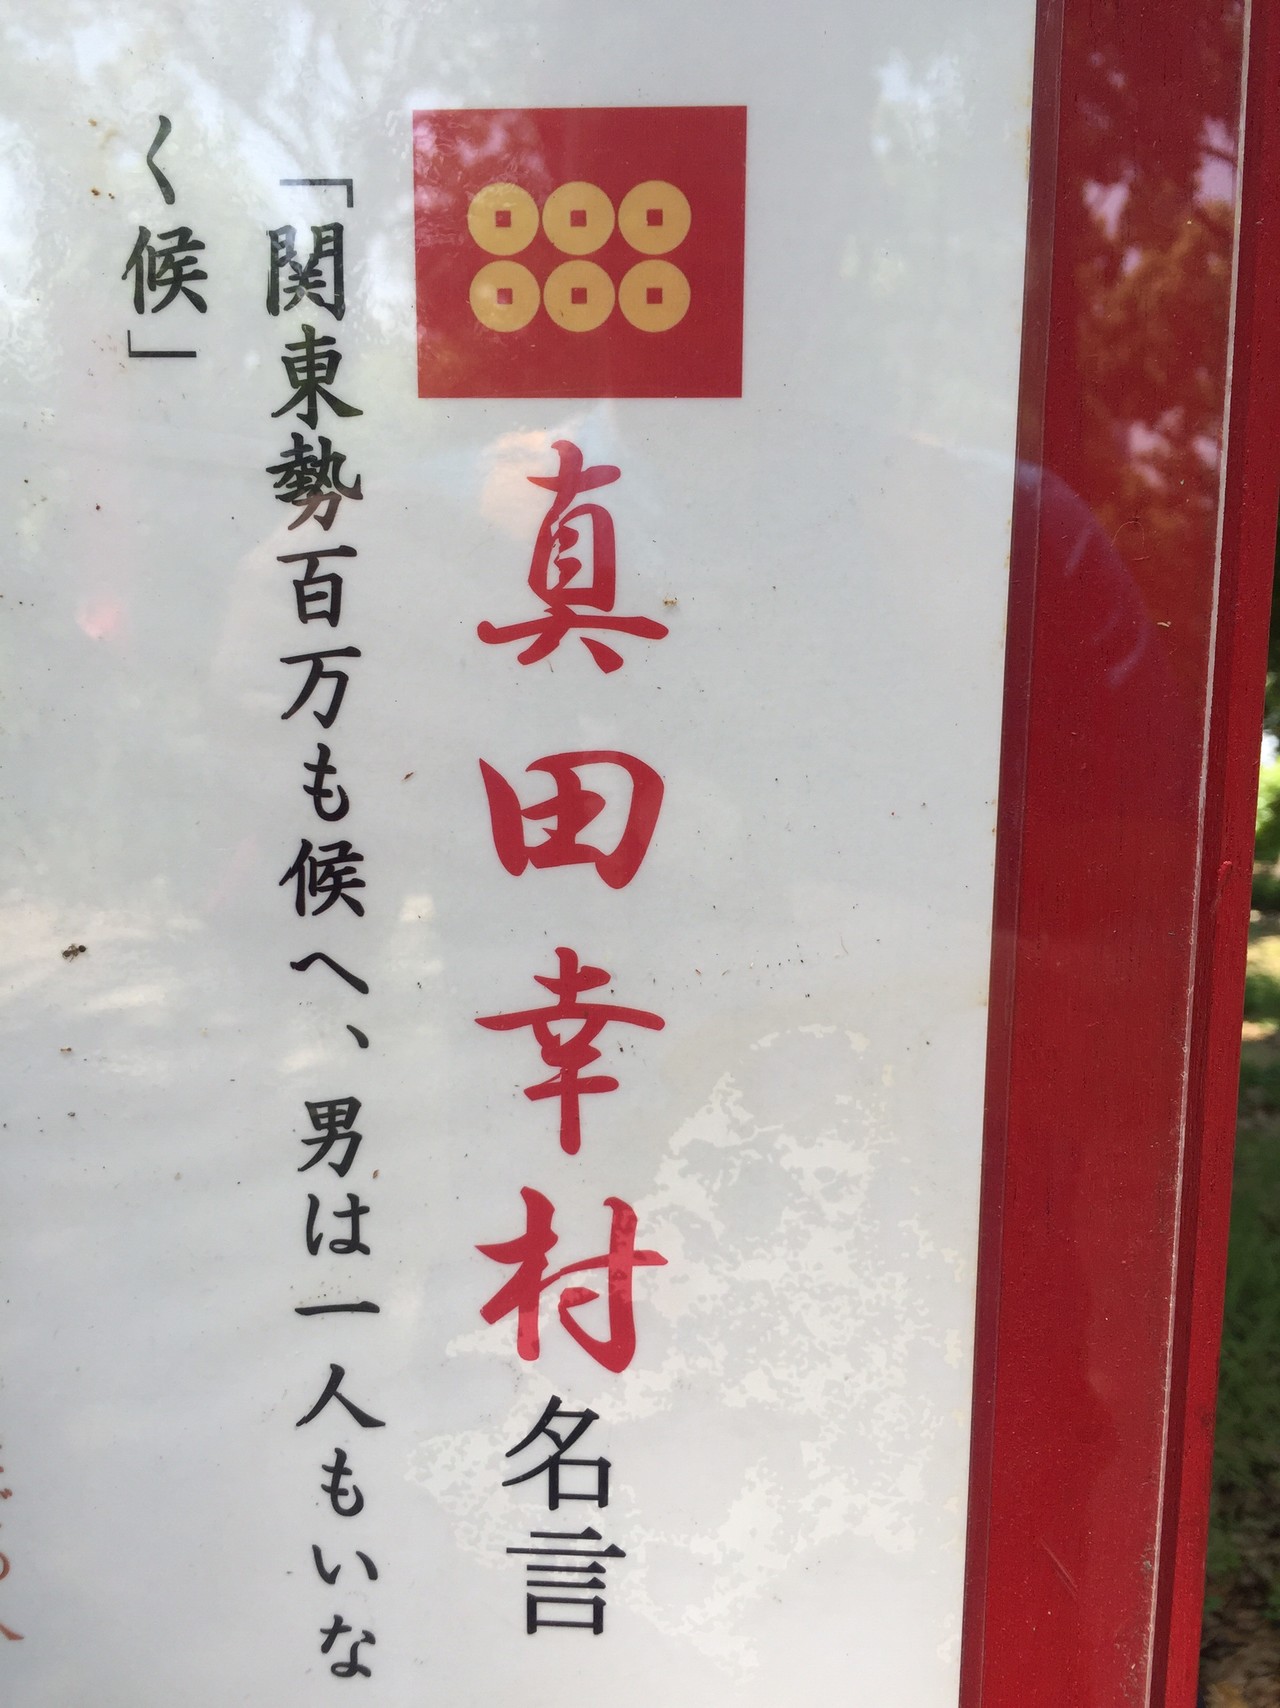 真田幸村名言
「関東勢百万も候へ、男は一人もいな
く候」